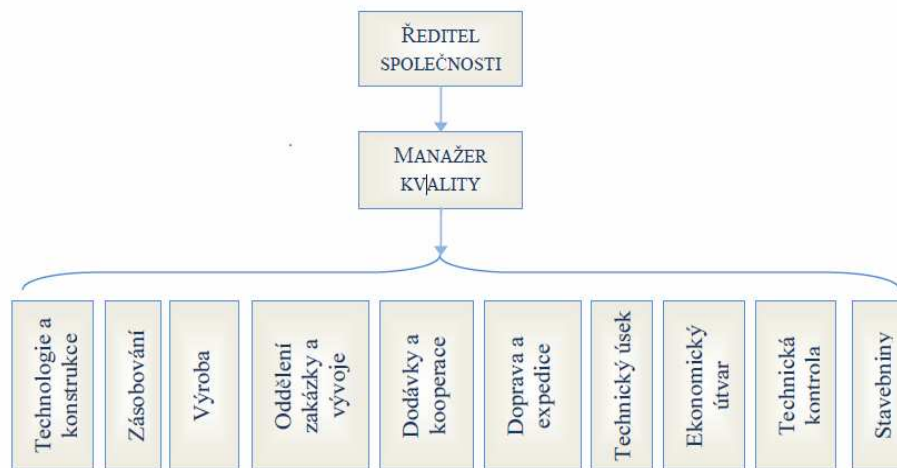 ŘEDITEL
SPOLEČNOSTI
MANAŽER
KVALITY
Technologie a
konstrukce
Zásobování
Výroba
Oddělení
zakázky a
vývoje
Dodávky a
kooperace
Doprava a
expedice
Technický úsek
Ekonomický
útvar
Technická
kontrola
Stavebniny